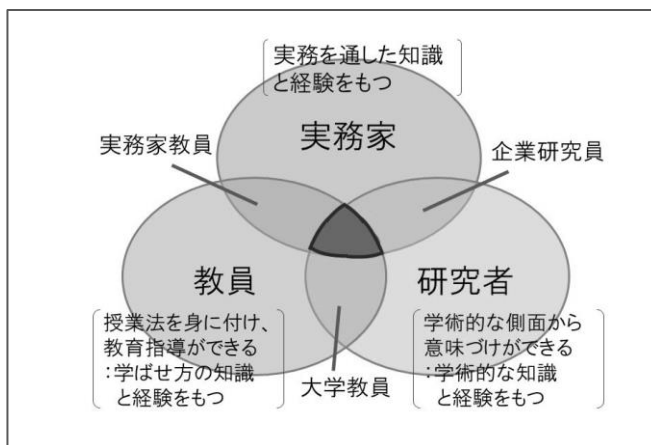 実務を通した知識
と経験をもつ
実務家
実務家教員
企業研究員
教員
研究者
授業法を身に付け、
教育指導ができる
:学ばせ方の知識
と経験をもつ
学術的な側面から
意味づけができる
:学術的な知識
と経験をもつ
大学教員